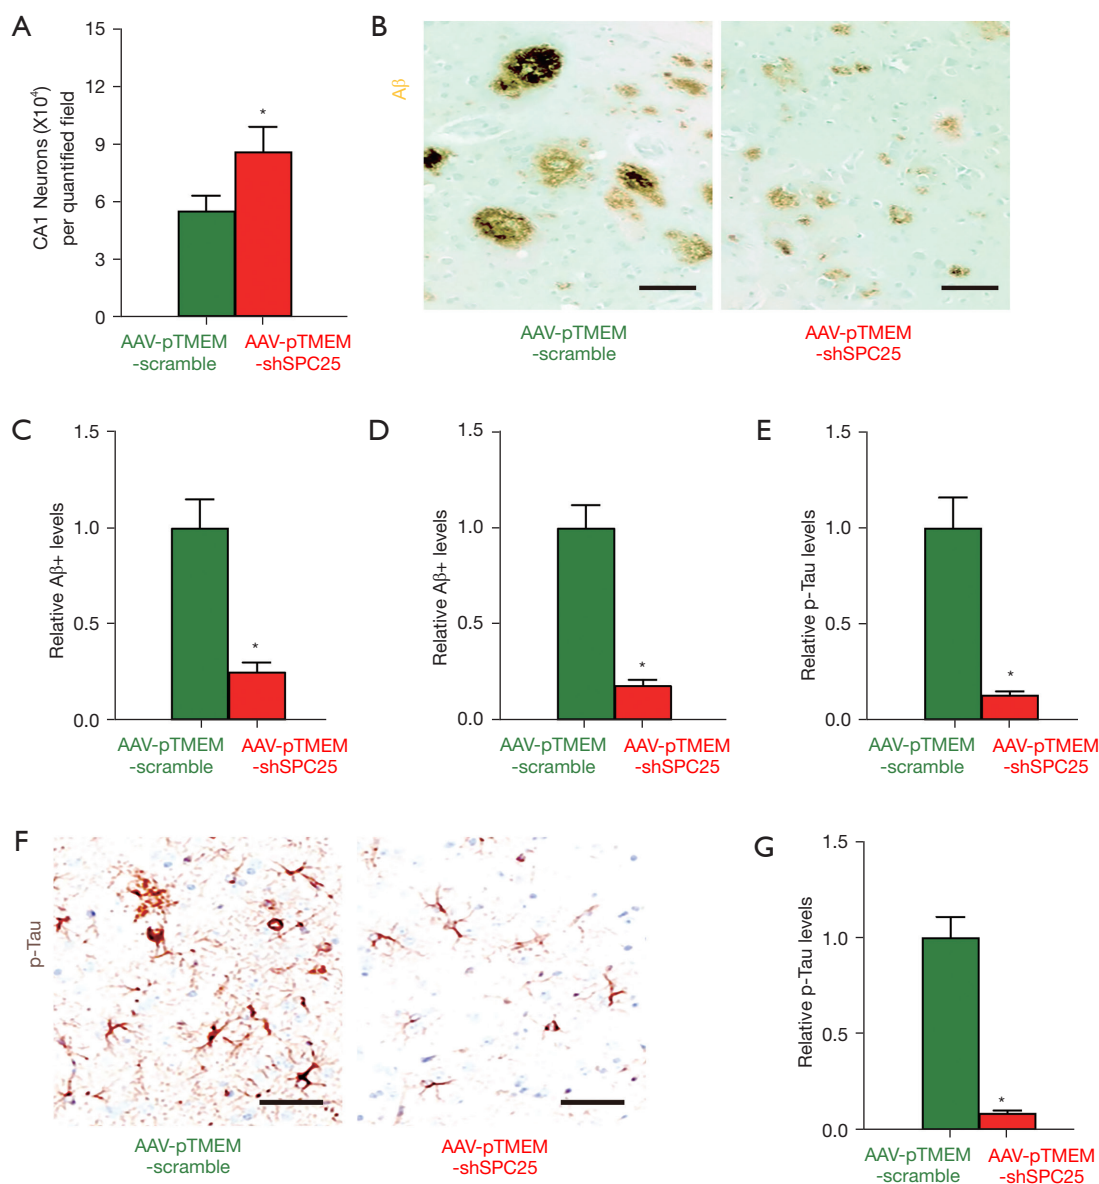 A
15
12
9
6
3
0
CA1 Neurons (X10⁴)
per quantified field
*
AAV-pTMEM
-scramble
AAV-pTMEM
-shSPC25
B
Aβ
AAV-pTMEM
-scramble
AAV-pTMEM
-shSPC25
C
1.5
1.0
0.5
0.0
Relative Aβ+ levels
*
AAV-pTMEM
-scramble
AAV-pTMEM
-shSPC25
D
1.5
1.0
0.5
0.0
Relative Aβ+ levels
*
AAV-pTMEM
-scramble
AAV-pTMEM
-shSPC25
E
1.5
1.0
0.5
0.0
Relative p-Tau levels
*
AAV-pTMEM
-scramble
AAV-pTMEM
-shSPC25
F
p-Tau
AAV-pTMEM
-scramble
AAV-pTMEM
-shSPC25
G
1.5
1.0
0.5
0.0
Relative p-Tau levels
*
AAV-pTMEM
-scramble
AAV-pTMEM
-shSPC25